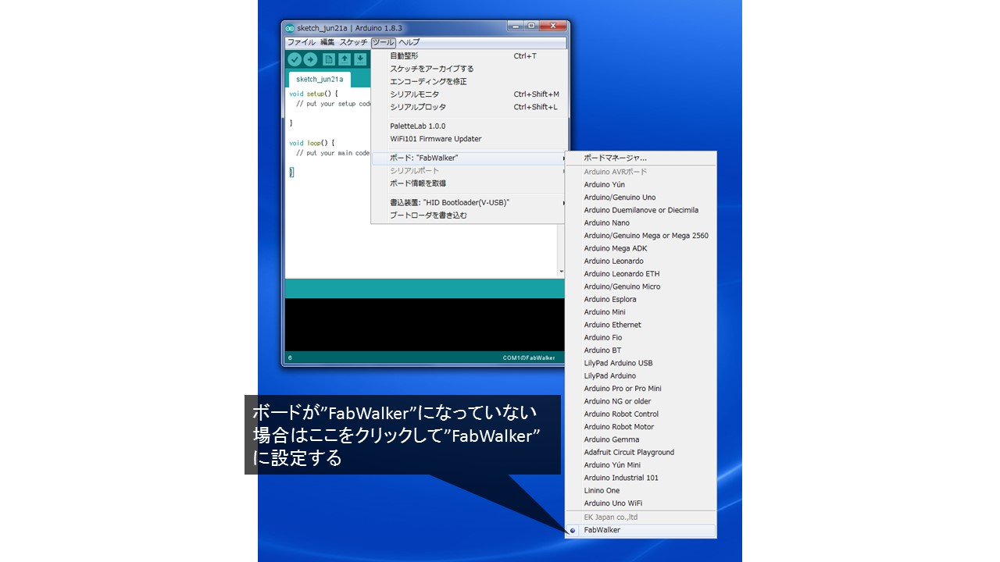 sketch_jun21a | Arduino 1.8.3
ファイル 編集 スケッチ ツール ヘルプ
sketch_jun21a
void setup() {
// put your setup code
}
void loop() {
// put your main code
}
自動整形 Ctrl+T
スケッチをアーカイブする
エンコーディングを修正
シリアルモニタ Ctrl+Shift+M
シリアルプロッタ Ctrl+Shift+L
PaletteLab 1.0.0
WiFi101 Firmware Updater
ボード: "FabWalker"
シリアルポート
ボード情報を取得
書込装置: "HID Bootloader(V-USB)"
ブートローダを書き込む
ボードマネージャ...
Arduino AVRボード
Arduino Yún
Arduino/Genuino Uno
Arduino Duemilanove or Diecimila
Arduino Nano
Arduino/Genuino Mega or Mega 2560
Arduino Mega ADK
Arduino Leonardo
Arduino Leonardo ETH
Arduino/Genuino Micro
Arduino Esplora
Arduino Mini
Arduino Ethernet
Arduino Fio
Arduino BT
LilyPad Arduino USB
LilyPad Arduino
Arduino Pro or Pro Mini
Arduino NG or older
Arduino Robot Control
Arduino Robot Motor
Arduino Gemma
Adafruit Circuit Playground
Arduino Yún Mini
Arduino Industrial 101
Linino One
Arduino Uno WiFi
EK Japan co.,ltd
FabWalker
6 COM1のFabWalker
ボードが”FabWalker”になっていない
場合はここをクリックして”FabWalker”
に設定する